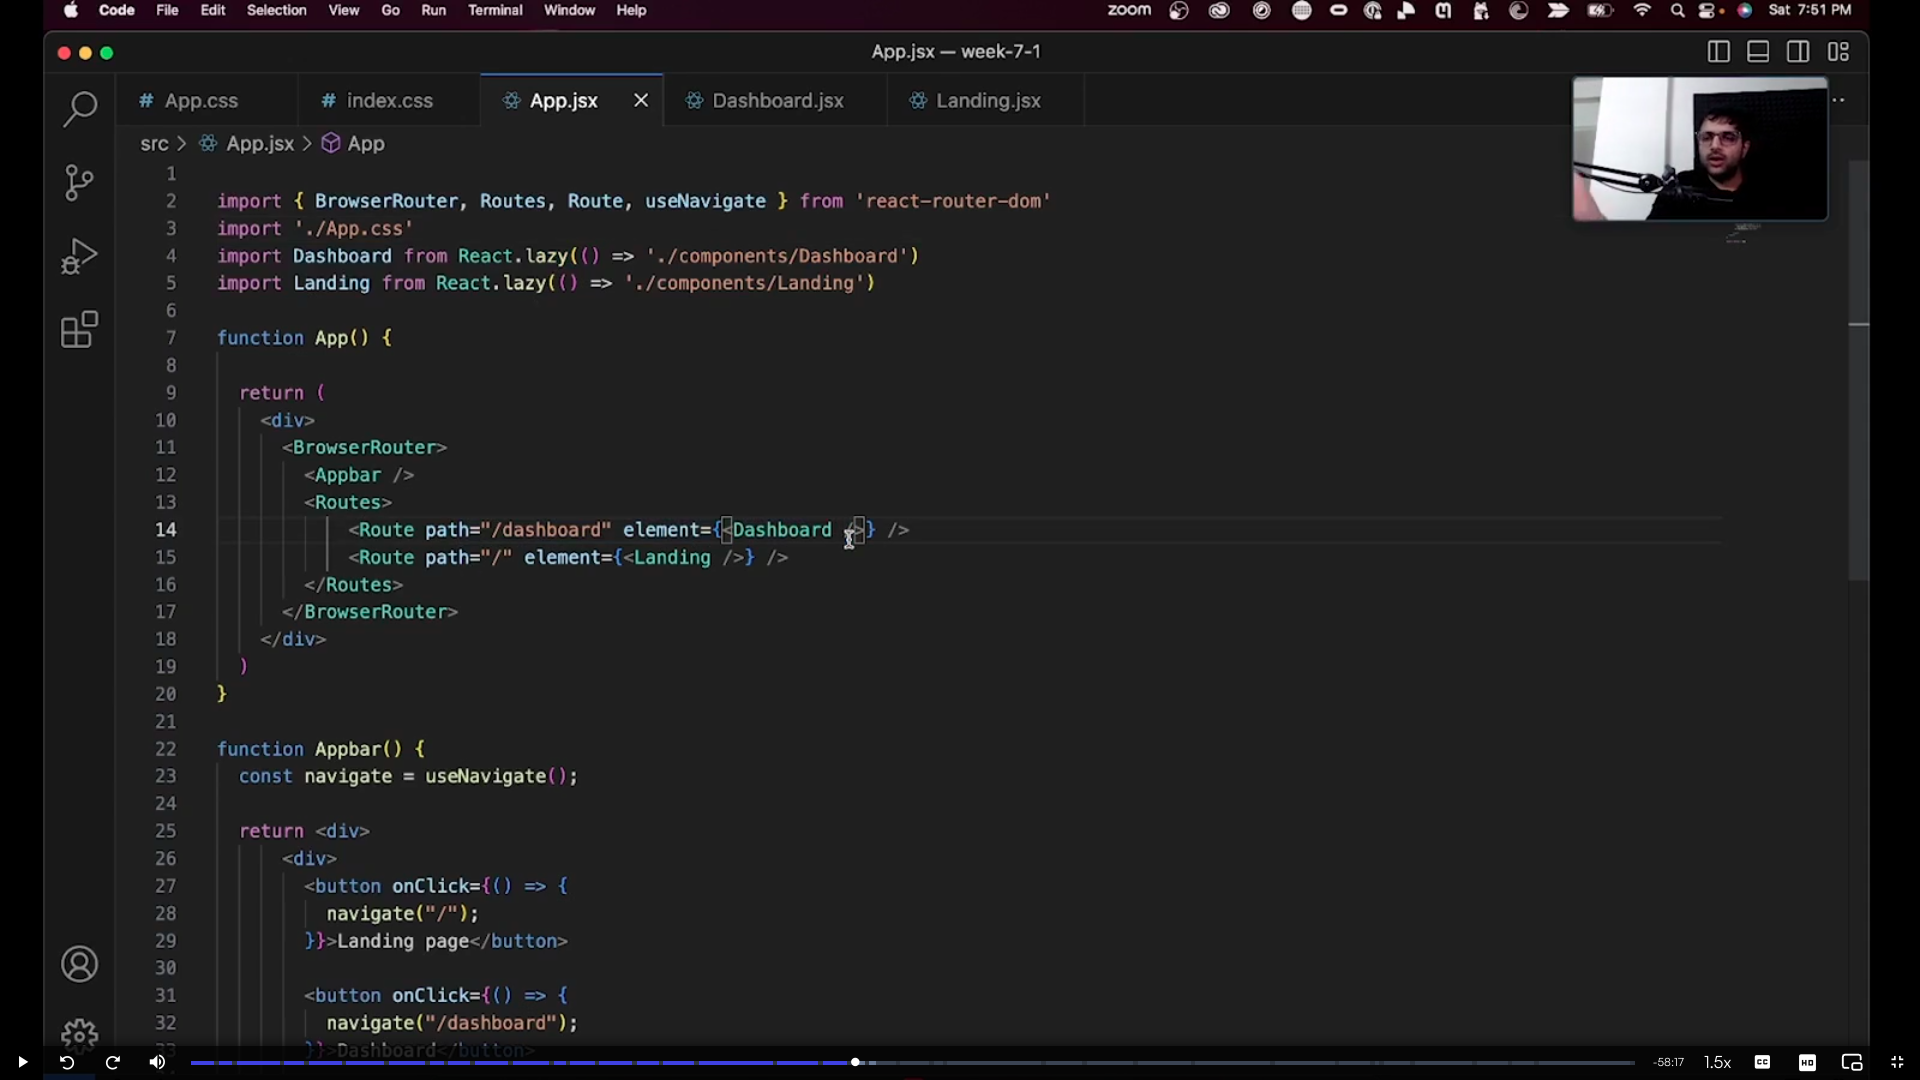 Code File Edit Selection View Go Run Terminal Window Help zoom Sat 7:51 PM
App.jsx — week-7-1
# App.css # index.css App.jsx Dashboard.jsx Landing.jsx
src > App.jsx > App
1
2 import { BrowserRouter, Routes, Route, useNavigate } from 'react-router-dom'
3 import './App.css'
4 import Dashboard from React.lazy(() => './components/Dashboard')
5 import Landing from React.lazy(() => './components/Landing')
6
7 function App() {
8
9 return (
10 <div>
11 <BrowserRouter>
12 <Appbar />
13 <Routes>
14 <Route path="/dashboard" element={<Dashboard />} />
15 <Route path="/" element={<Landing />} />
16 </Routes>
17 </BrowserRouter>
18 </div>
19 )
20 }
21
22 function Appbar() {
23 const navigate = useNavigate();
24
25 return <div>
26 <div>
27 <button onClick={() => {
28 navigate("/");
29 }}>Landing page</button>
30
31 <button onClick={() => {
32 navigate("/dashboard");
33 }}>Dashboard</button>
-58:17 1.5x CC HD